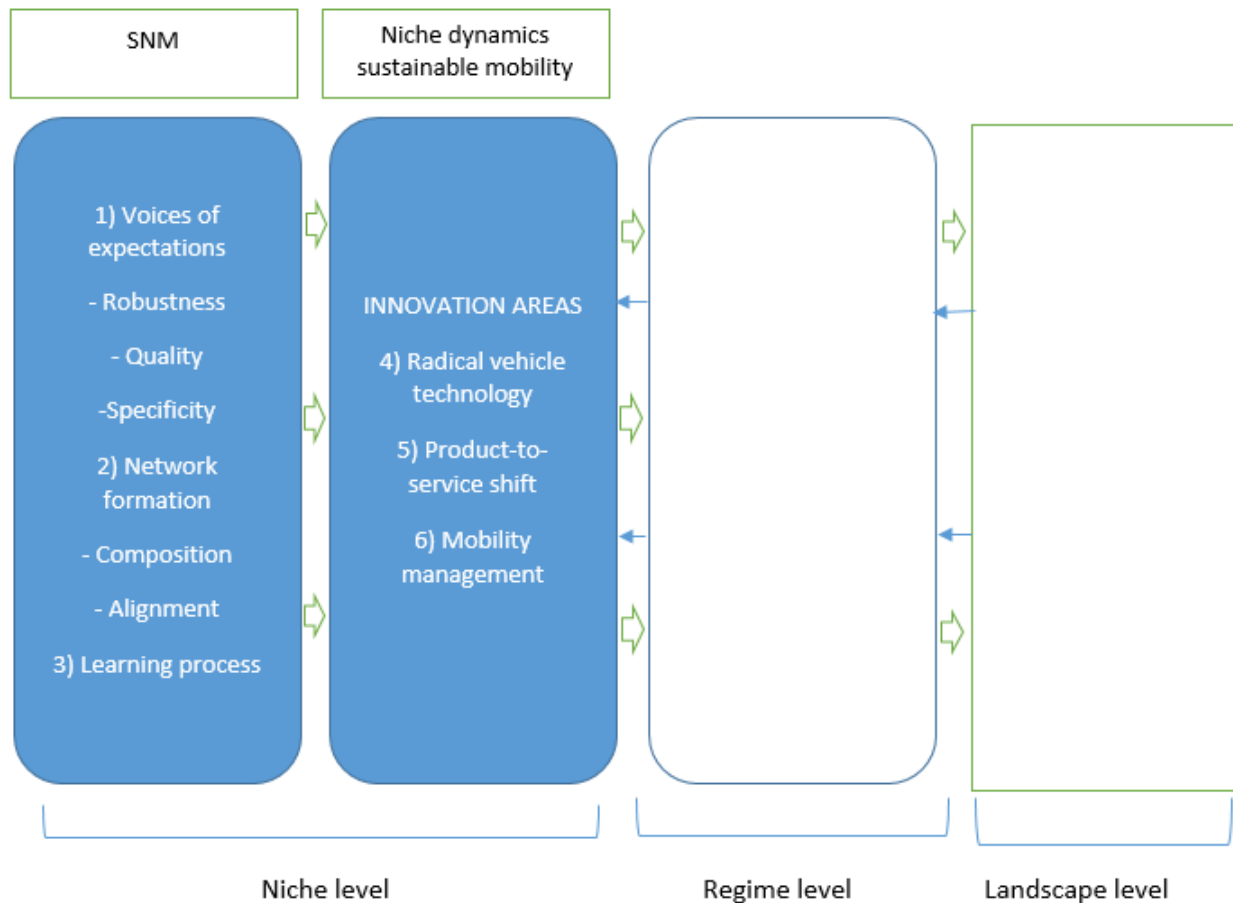 SNM
Niche dynamics
sustainable mobility
1) Voices of
expectations
- Robustness
- Quality
-Specificity
2) Network
formation
- Composition
- Alignment
3) Learning process
INNOVATION AREAS
4) Radical vehicle
technology
5) Product-to-
service shift
6) Mobility
management
Niche level
Regime level
Landscape level